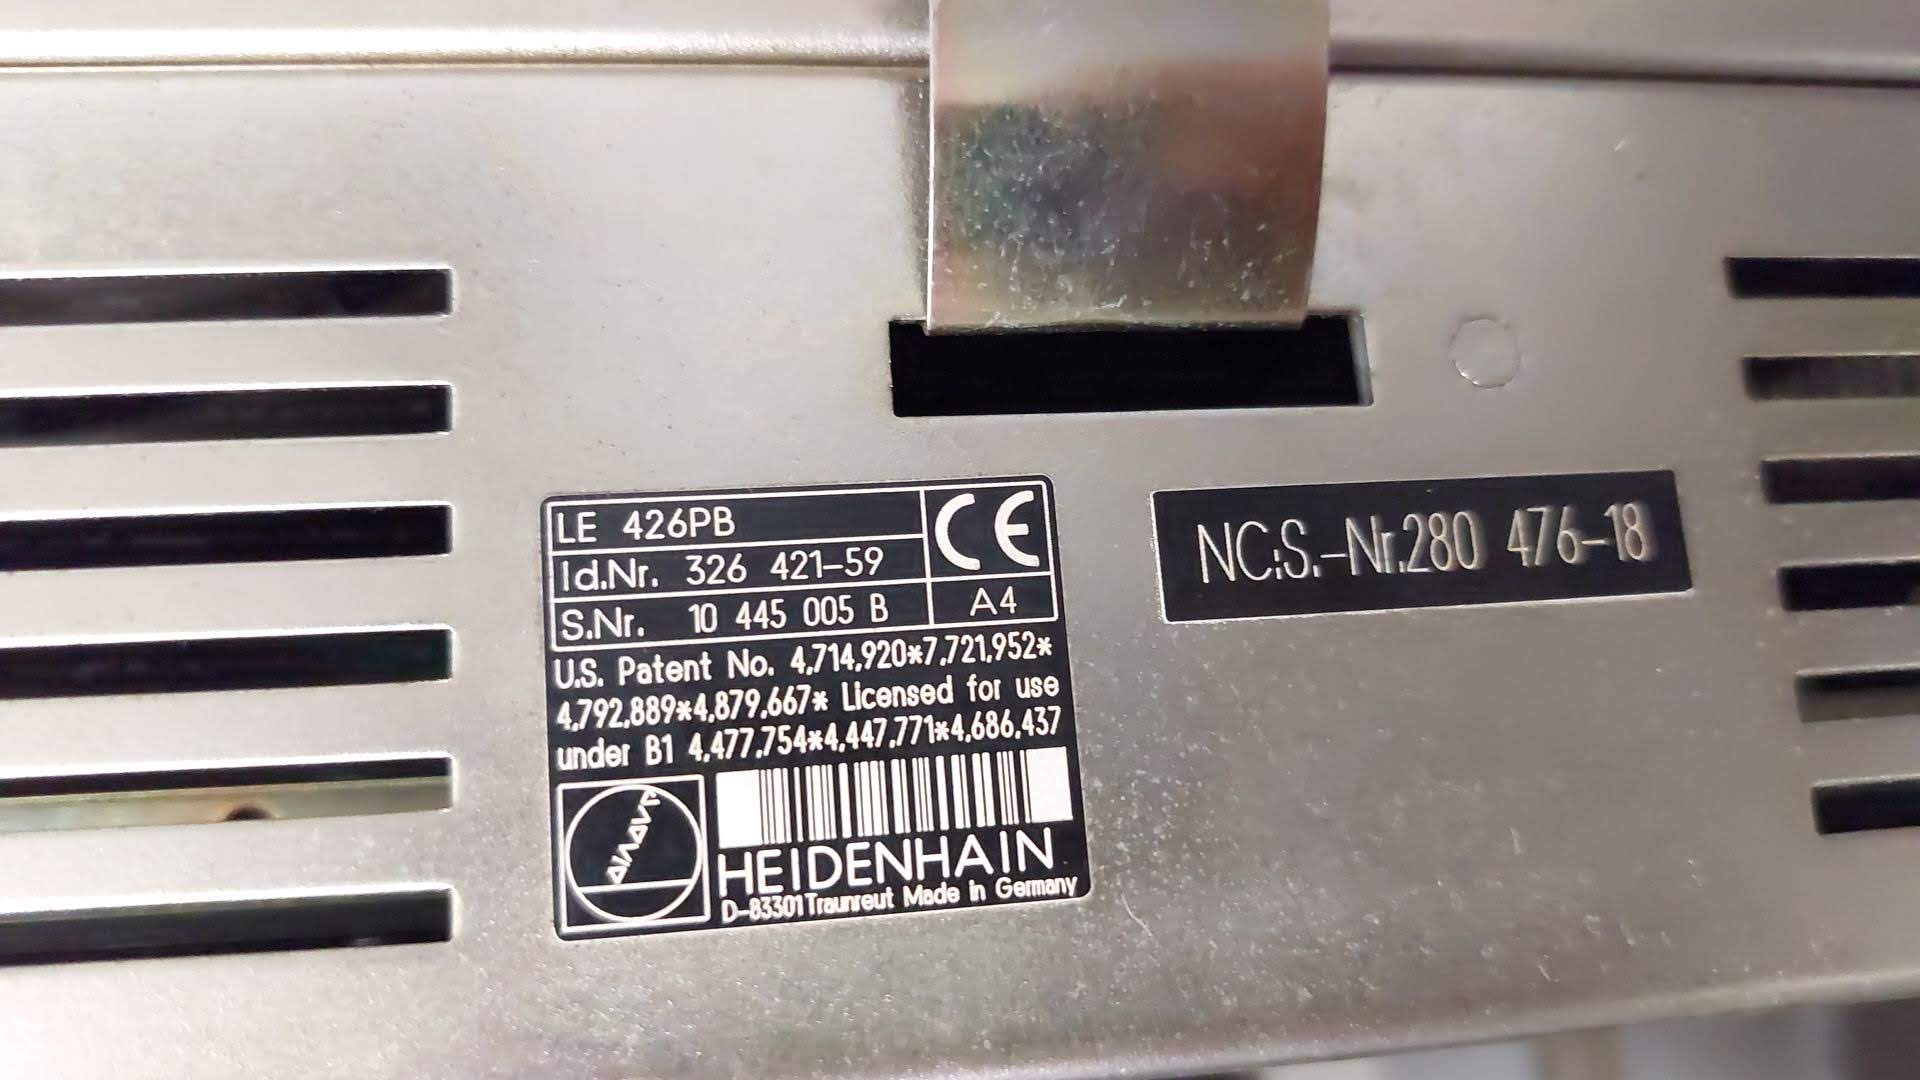 LE 426PB
CE
Id.Nr. 326 421-59
S.Nr. 10 445 005 B
A4
U.S. Patent No. 4,714,920*7,721,952*
4,792,889*4,879,667* Licensed for use
under B1 4,477,754*4,447,771*4,686,437
HEIDENHAIN
D-83301 Traunreut Made in Germany
NC:S.-Nr.280 476-18